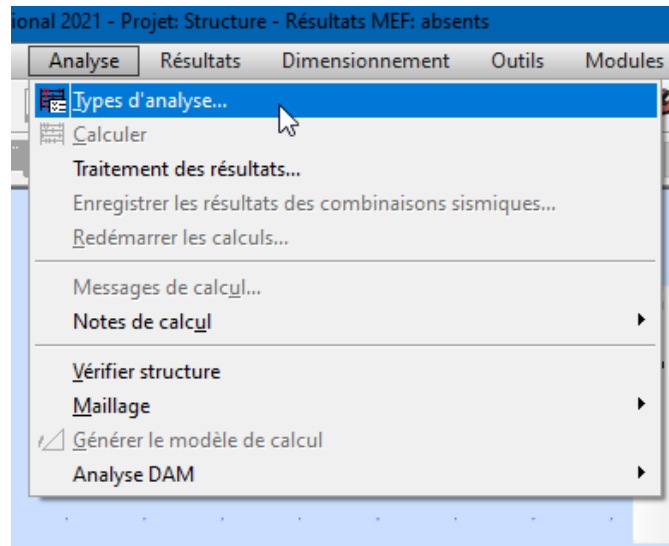 ional 2021 - Projet: Structure - Résultats MEF: absents
Analyse Résultats Dimensionnement Outils Modules
Types d'analyse...
Calculer
Traitement des résultats...
Enregistrer les résultats des combinaisons sismiques...
Redémarrer les calculs...
Messages de calcul...
Notes de calcul
Vérifier structure
Maillage
Générer le modèle de calcul
Analyse DAM